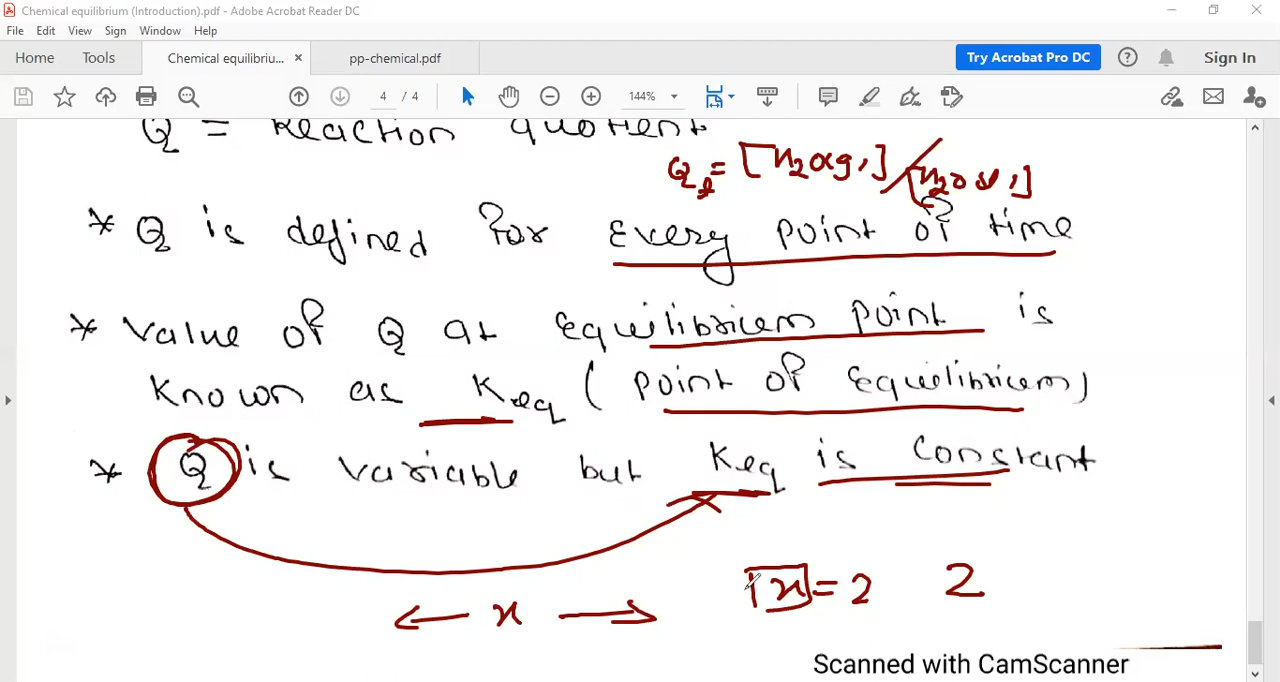 Chemical equilibrium (Introduction).pdf - Adobe Acrobat Reader DC
File Edit View Sign Window Help
Home Tools Chemical equilibriu... × pp-chemical.pdf Try Acrobat Pro DC Sign In
4 / 4 144%
Q = Reaction quotient
* Q is defined for every point of time
* Value of Q at equilibrium point is
known as Keq (point of equilibrium)
* Q is variable but Keq is constant
x x = 2 2
Scanned with CamScanner